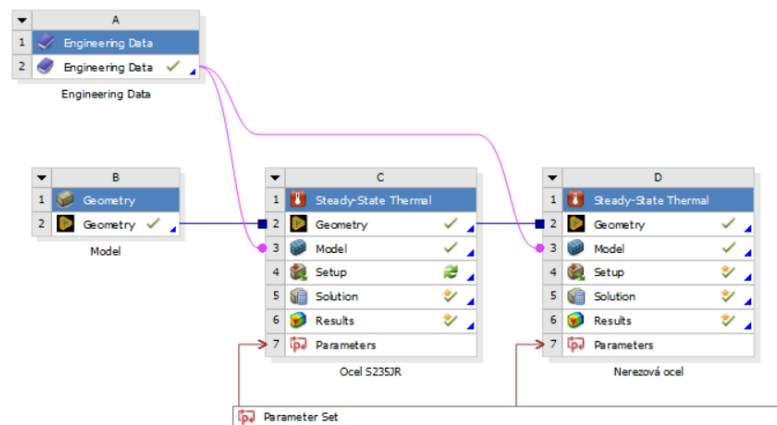 A
1 Engineering Data
2 Engineering Data
Engineering Data
B
1 Geometry
2 Geometry
Model
C
1 Steady-State Thermal
2 Geometry
3 Model
4 Setup
5 Solution
6 Results
7 Parameters
Ocel S235JR
D
1 Steady-State Thermal
2 Geometry
3 Model
4 Setup
5 Solution
6 Results
7 Parameters
Nerezová ocel
Parameter Set